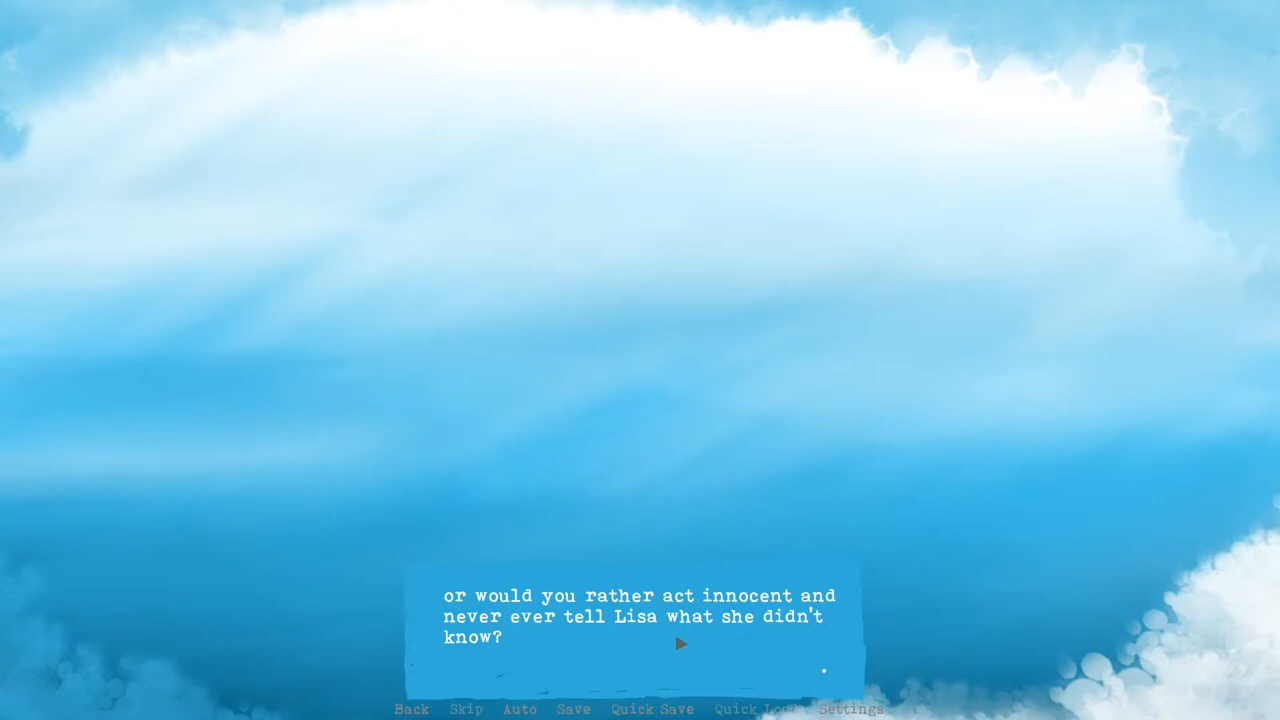 or would you rather act innocent and
never ever tell Lisa what she didn't
know?
Back Skip Auto Save Quick Save Quick Load Settings